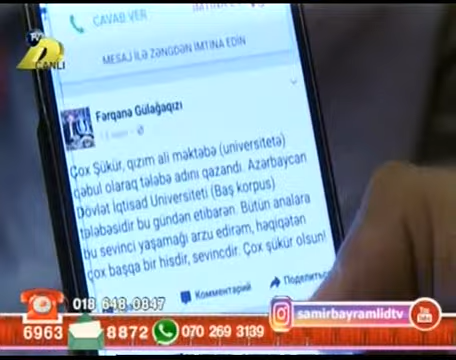 CAVAB VER
MESAJ İLƏ ZƏNGDƏN İMTİNA EDİN
CANLI
Fərqanə Gülağaqızı
Çox Şükür, qızım ali məktəbə (universitetə)
qəbul olaraq tələbə adını qazandı. Azərbaycan
Dövlət İqtisad Universiteti (Baş korpus)
tələbəsidir bu gündən etibarən. Bütün analara
bu sevinci yaşamağı arzu edirəm, həqiqətən
çox başqa bir hisdir, sevincdir. Çox şükür olsun!
Комментарий
Поделиться
018 648 0847
samirbayramlidtv
6963
8872
070 269 3139